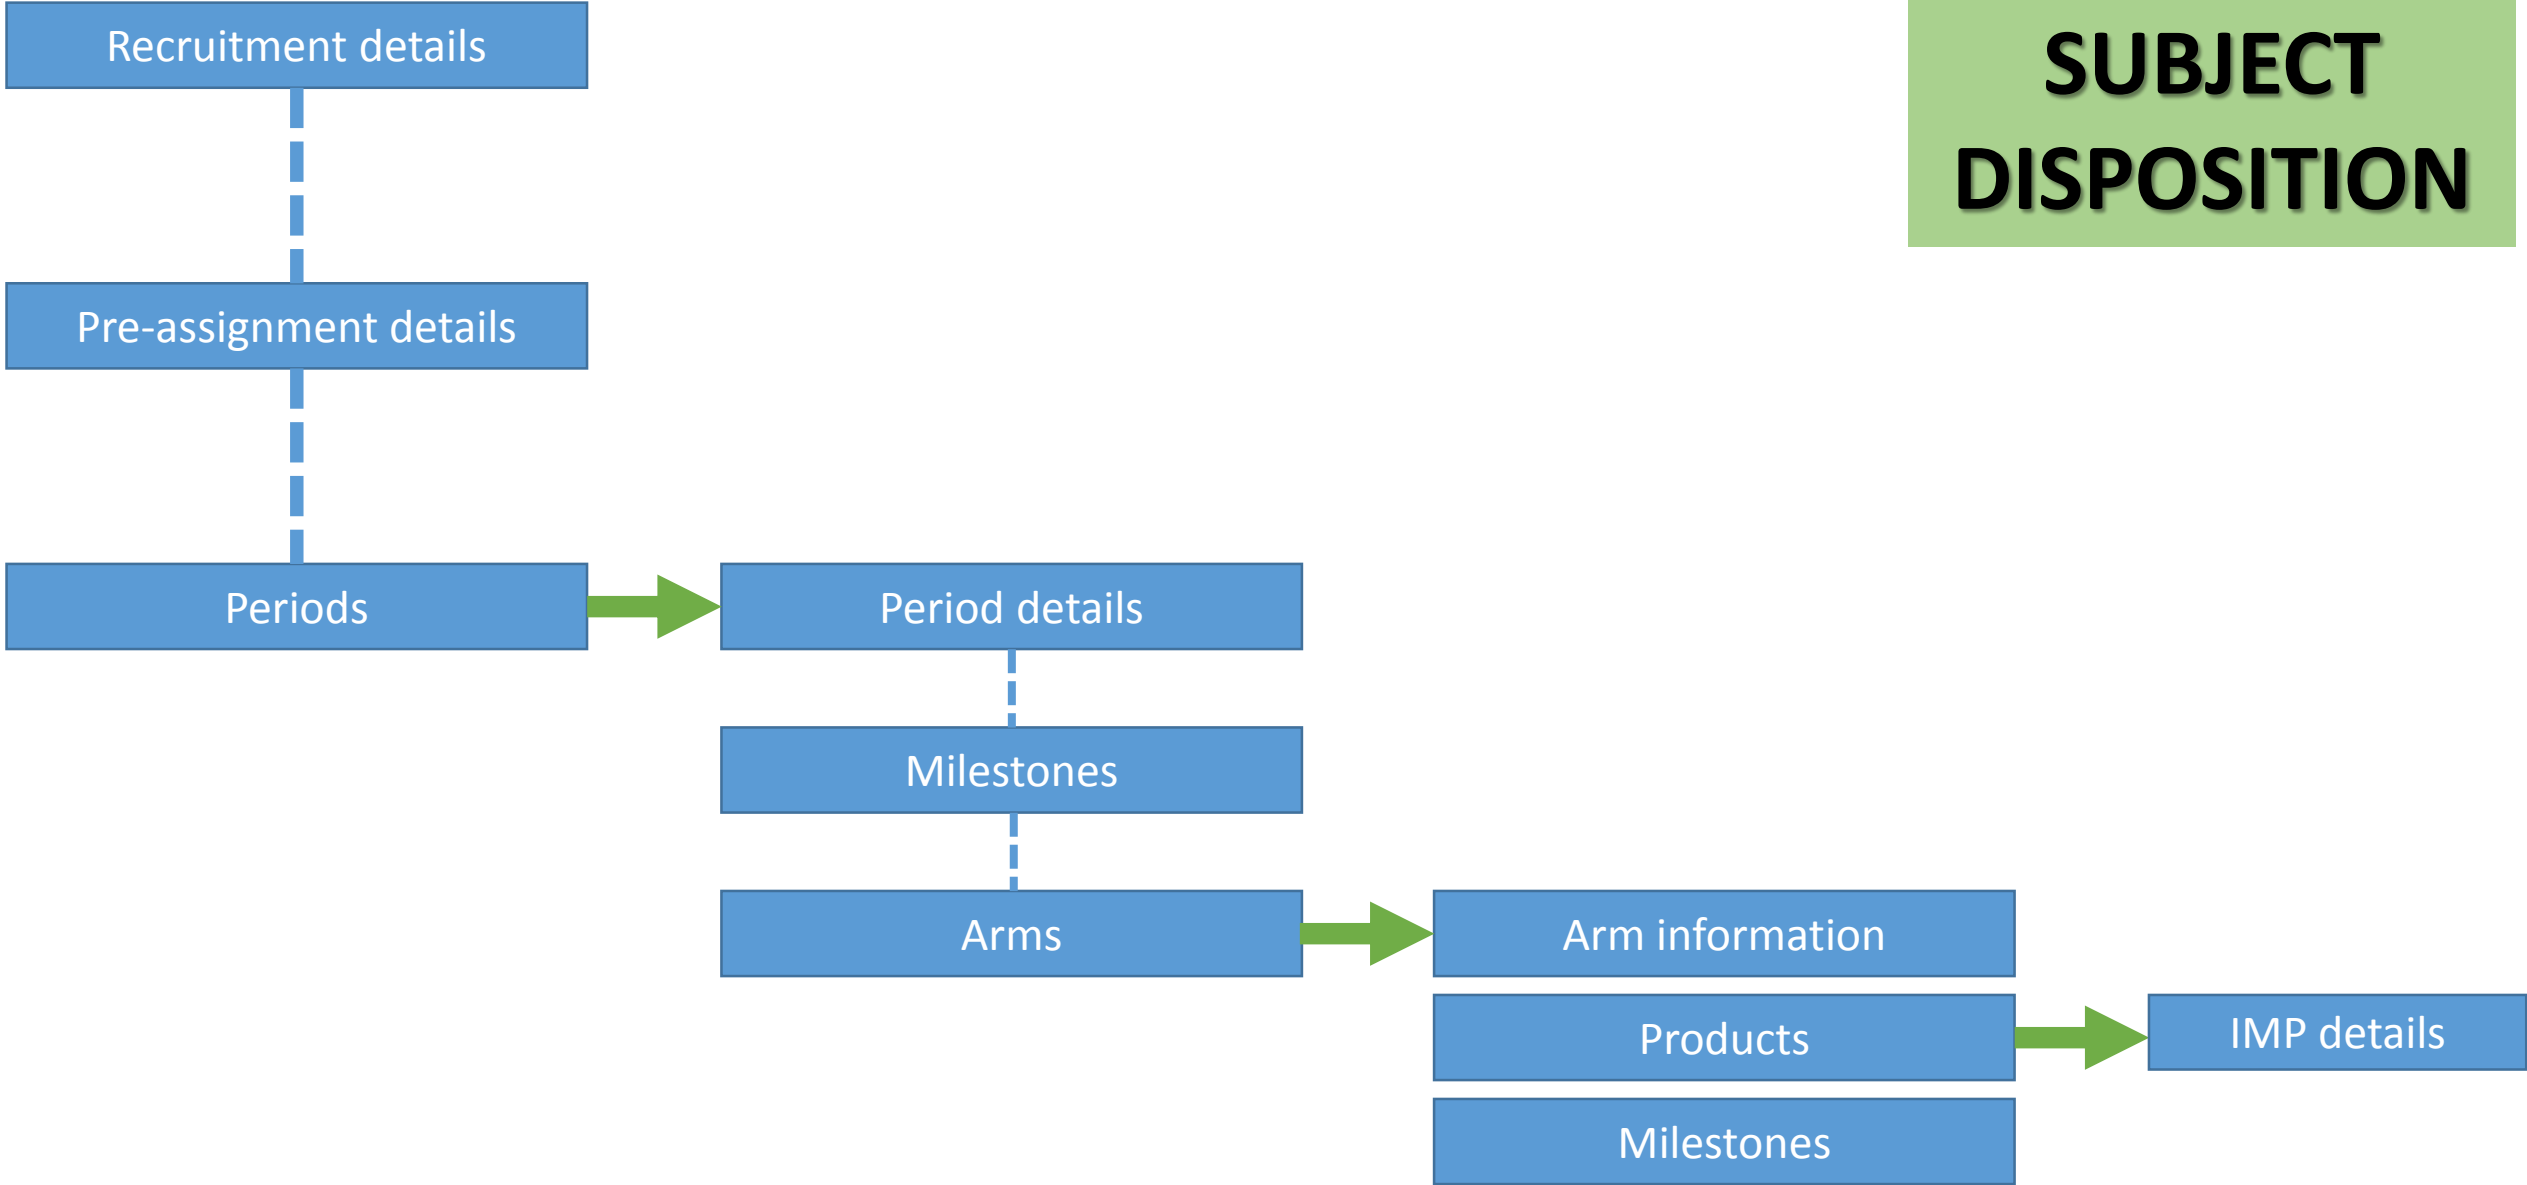 Recruitment details
SUBJECT
DISPOSITION
Pre-assignment details
Periods
Period details
Milestones
Arms
Arm information
Products
IMP details
Milestones